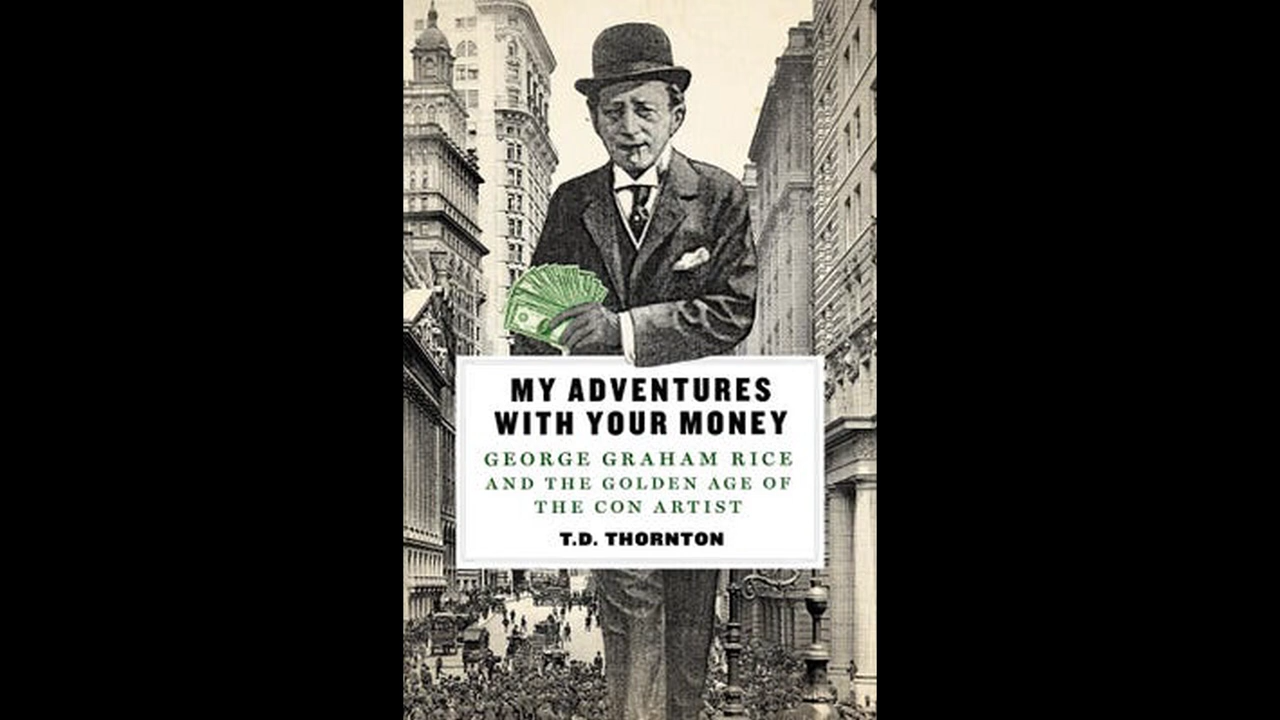 MY ADVENTURES
WITH YOUR MONEY
GEORGE GRAHAM RICE
AND THE GOLDEN AGE OF
THE CON ARTIST
T.D. THORNTON